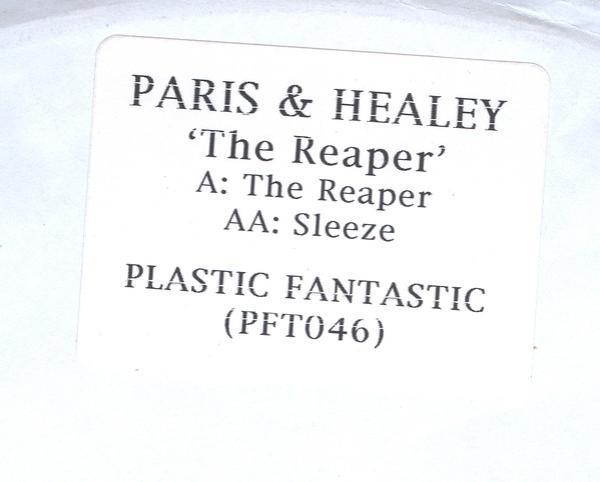 PARIS & HEALEY
‘The Reaper’
A: The Reaper
AA: Sleeze
PLASTIC FANTASTIC
(PFT046)